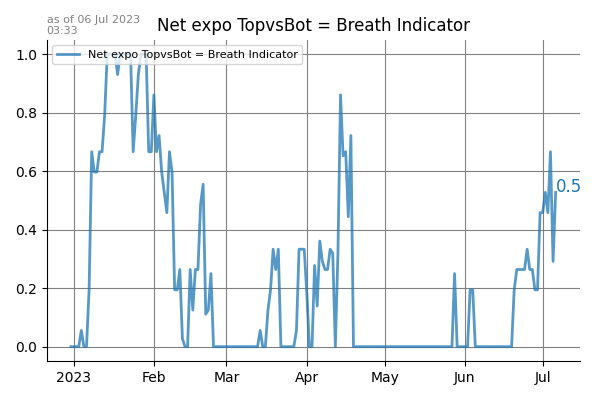 as of 06 Jul 2023
03:33
Net expo TopvsBot = Breath Indicator
Net expo TopvsBot = Breath Indicator
1.0
0.8
0.6
0.4
0.2
0.0
0.5
2023 Feb Mar Apr May Jun Jul